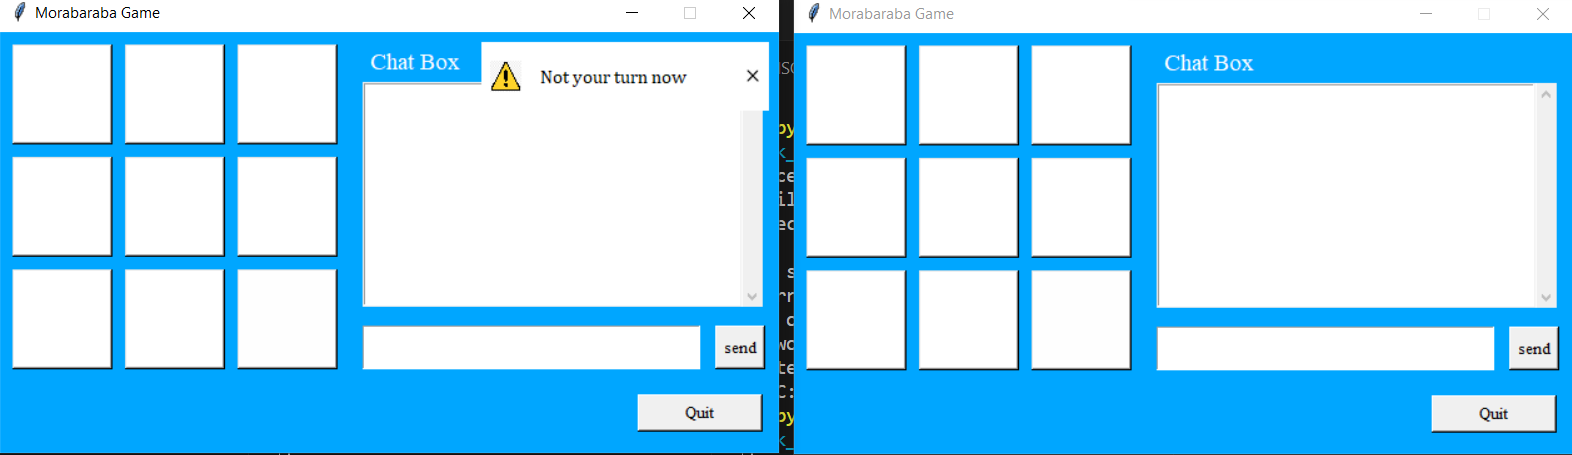 Morabaraba Game
Chat Box
Not your turn now
send
Quit
Morabaraba Game
Chat Box
send
Quit